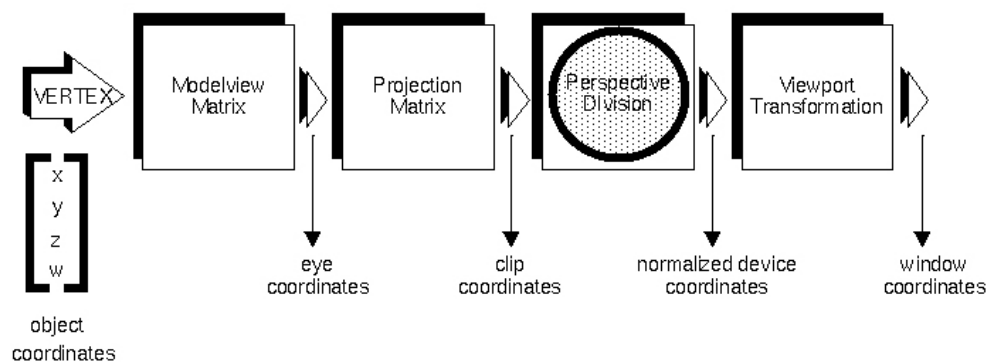 VERTEX
Modelview
Matrix
Projection
Matrix
Perspective
Division
Viewport
Transformation
x
y
z
w
object
coordinates
eye
coordinates
clip
coordinates
normalized device
coordinates
window
coordinates